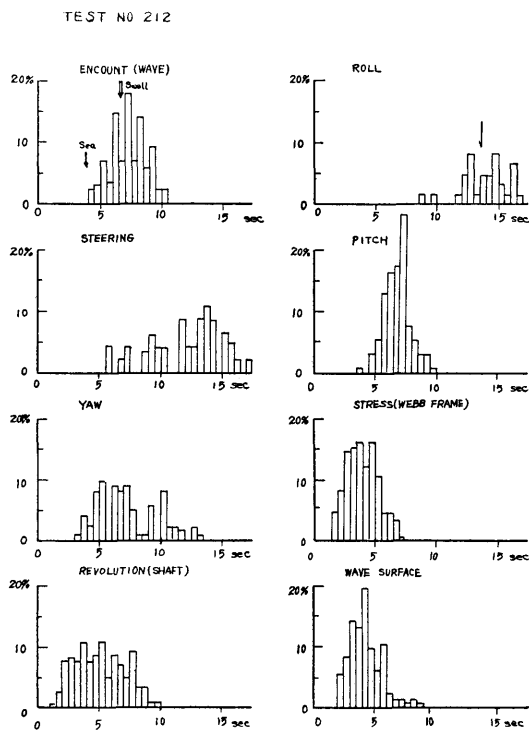 TEST NO 212
ENCOUNT (WAVE)
20%
Swell
Sea
10
0
0 5 10 15 sec
ROLL
20%
10
0
0 5 10 15 sec
STEERING
20%
10
0
0 5 10 15 sec
PITCH
20%
10
0
0 5 10 15 sec
YAW
20%
10
0
0 5 10 15 sec
STRESS(WEBB FRAME)
20%
10
0
0 5 10 15 sec
REVOLUTION(SHAFT)
20%
10
0
0 5 10 15 sec
WAVE SURFACE
20%
10
0
0 5 10 15 sec